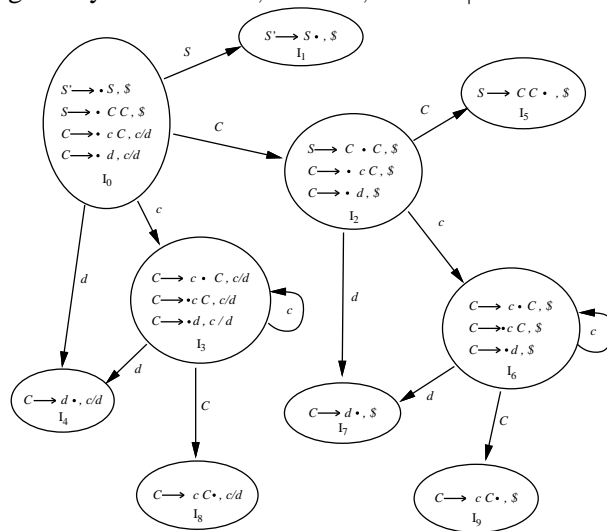 S
S' → S •, $
I1
S' → • S, $
S → • C C, $
C → • c C, c/d
C → • d, c/d
I0
C
S → C C •, $
I5
C
S → C • C, $
C → • c C, $
C → • d, $
I2
c
c
d
C → c • C, c/d
C → • c C, c/d
C → • d, c/d
I3
c
d
d
C → c • C, $
C → • c C, $
C → • d, $
I6
c
C → d •, c/d
I4
C
C → d •, $
I7
d
C
C → c C •, c/d
I8
C → c C •, $
I9